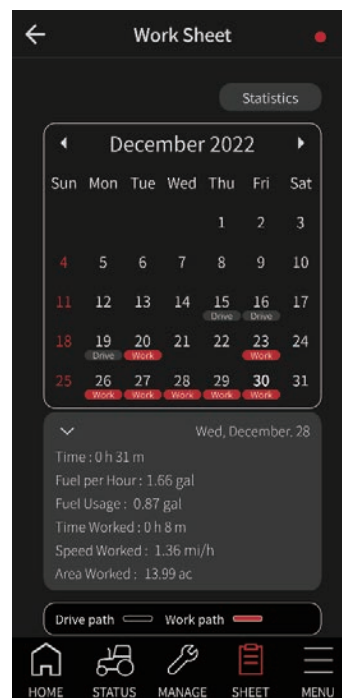 Work Sheet
Statistics
December 2022
Sun Mon Tue Wed Thu Fri Sat
1 2 3
4 5 6 7 8 9 10
11 12 13 14 15 16 17
Drive Drive
18 19 20 21 22 23 24
Drive Work Work
25 26 27 28 29 30 31
Work Work Work Work Work
Wed, December. 28
Time : 0 h 31 m
Fuel per Hour : 1.66 gal
Fuel Usage : 0.87 gal
Time Worked : 0 h 8 m
Speed Worked : 1.36 mi/h
Area Worked : 13.99 ac
Drive path Work path
HOME STATUS MANAGE SHEET MENU